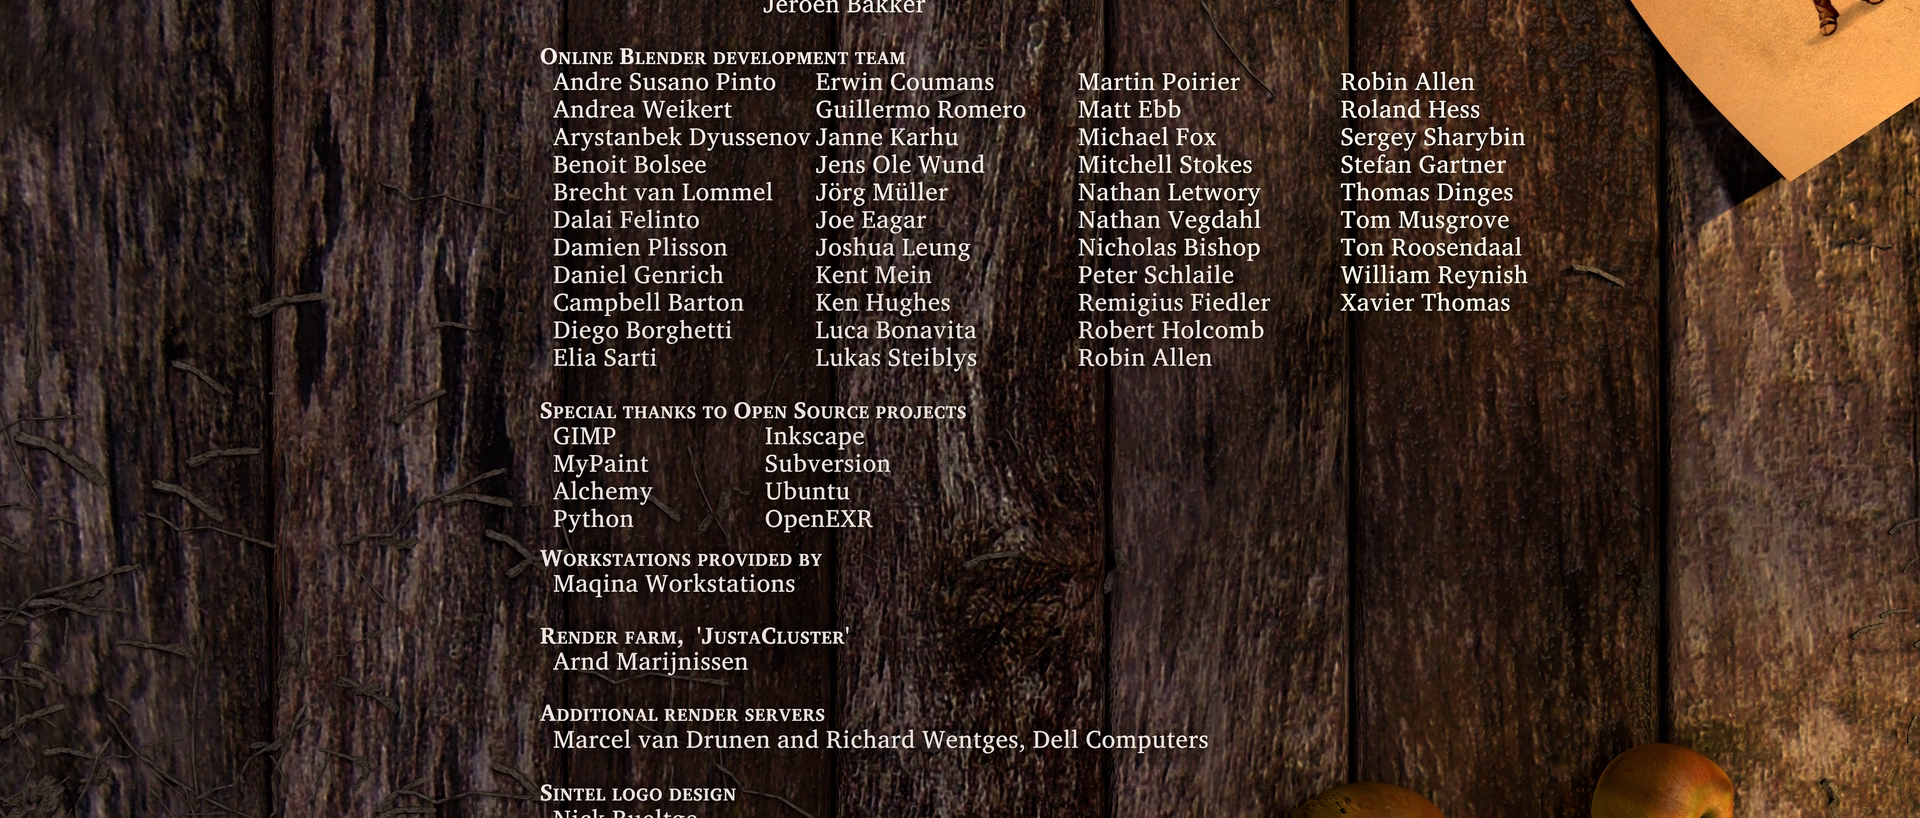 Jeroen Bakker
Online Blender development team
Andre Susano Pinto Erwin Coumans Martin Poirier Robin Allen
Andrea Weikert Guillermo Romero Matt Ebb Roland Hess
Arystanbek Dyussenov Janne Karhu Michael Fox Sergey Sharybin
Benoit Bolsee Jens Ole Wund Mitchell Stokes Stefan Gartner
Brecht van Lommel Jörg Müller Nathan Letwory Thomas Dinges
Dalai Felinto Joe Eagar Nathan Vegdahl Tom Musgrove
Damien Plisson Joshua Leung Nicholas Bishop Ton Roosendaal
Daniel Genrich Kent Mein Peter Schlaile William Reynish
Campbell Barton Ken Hughes Remigius Fiedler Xavier Thomas
Diego Borghetti Luca Bonavita Robert Holcomb
Elia Sarti Lukas Steiblys Robin Allen
Special thanks to Open Source projects
GIMP Inkscape
MyPaint Subversion
Alchemy Ubuntu
Python OpenEXR
Workstations provided by
Maqina Workstations
Render farm, 'JustaCluster'
Arnd Marijnissen
Additional render servers
Marcel van Drunen and Richard Wentges, Dell Computers
Sintel logo design